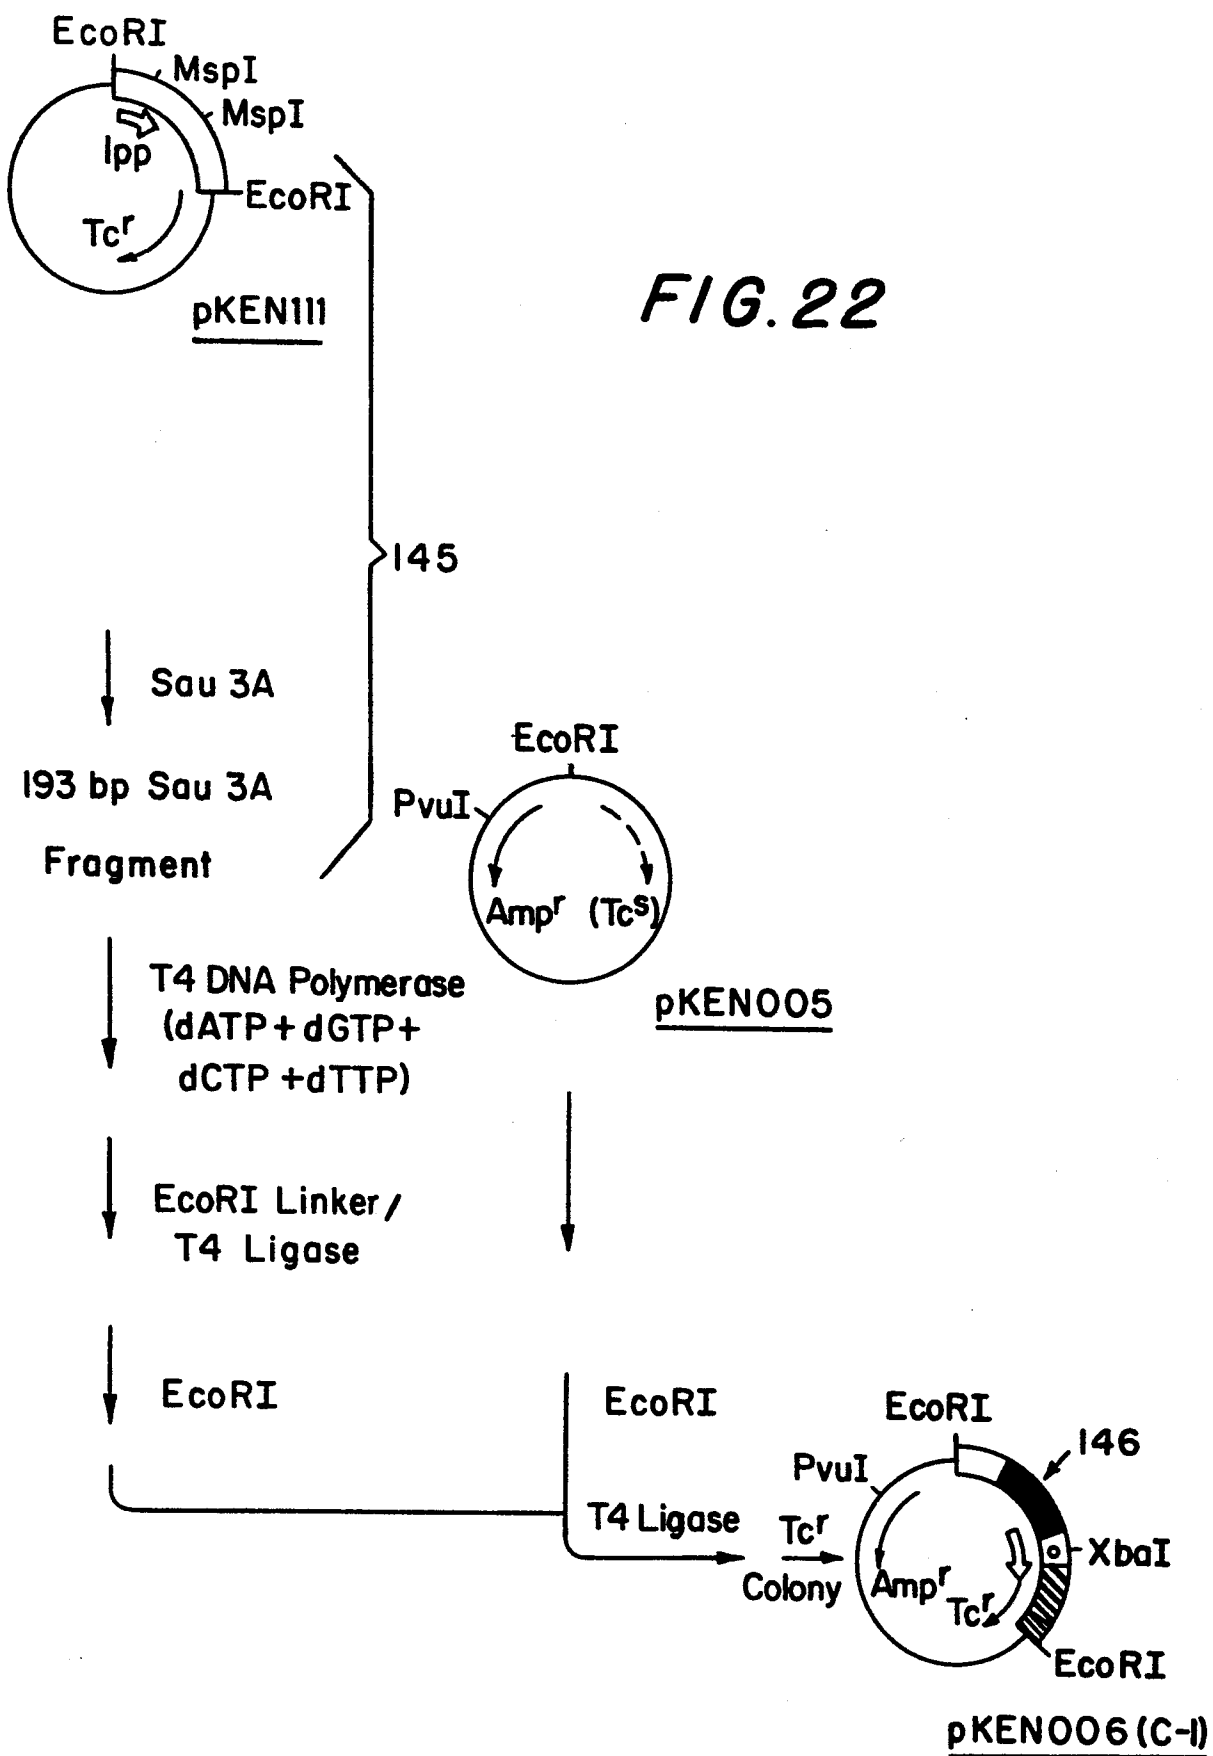 EcoRI
MspI
MspI
lpp
EcoRI
Tcr
pKEN111
FIG.22
145
Sau 3A
193 bp Sau 3A
Fragment
EcoRI
PvuI
Ampr (Tcs)
pKEN005
T4 DNA Polymerase
(dATP+dGTP+
dCTP+dTTP)
EcoRI Linker/
T4 Ligase
EcoRI
EcoRI
T4 Ligase
Tcr
Colony
EcoRI
146
PvuI
XbaI
Ampr
Tcr
EcoRI
pKEN006(C-1)